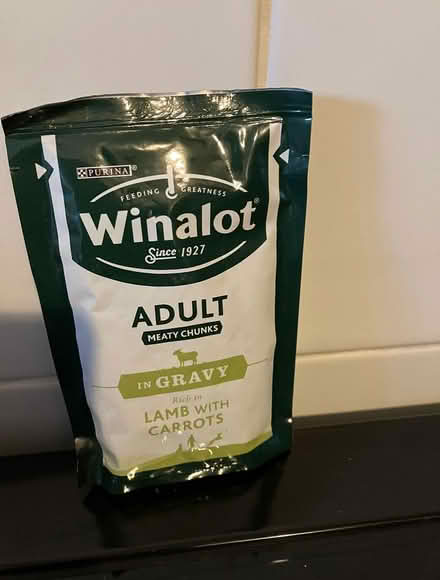 PURINA®
FEEDING GREATNESS
Winalot®
Since 1927
ADULT
MEATY CHUNKS
IN GRAVY
Rich in
LAMB WITH
CARROTS